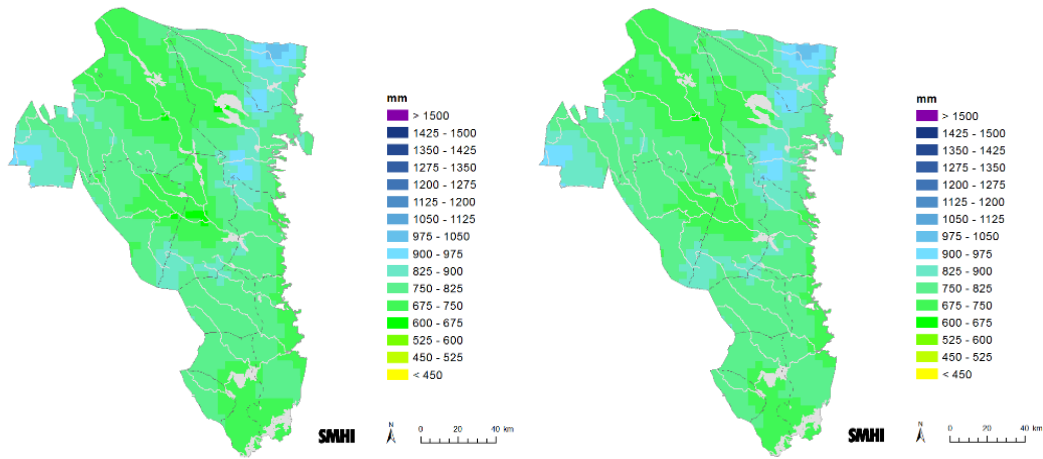 mm
> 1500
1425 - 1500
1350 - 1425
1275 - 1350
1200 - 1275
1125 - 1200
1050 - 1125
975 - 1050
900 - 975
825 - 900
750 - 825
675 - 750
600 - 675
525 - 600
450 - 525
< 450
SMHI
N
0 20 40 km
mm
> 1500
1425 - 1500
1350 - 1425
1275 - 1350
1200 - 1275
1125 - 1200
1050 - 1125
975 - 1050
900 - 975
825 - 900
750 - 825
675 - 750
600 - 675
525 - 600
450 - 525
< 450
SMHI
N
0 20 40 km